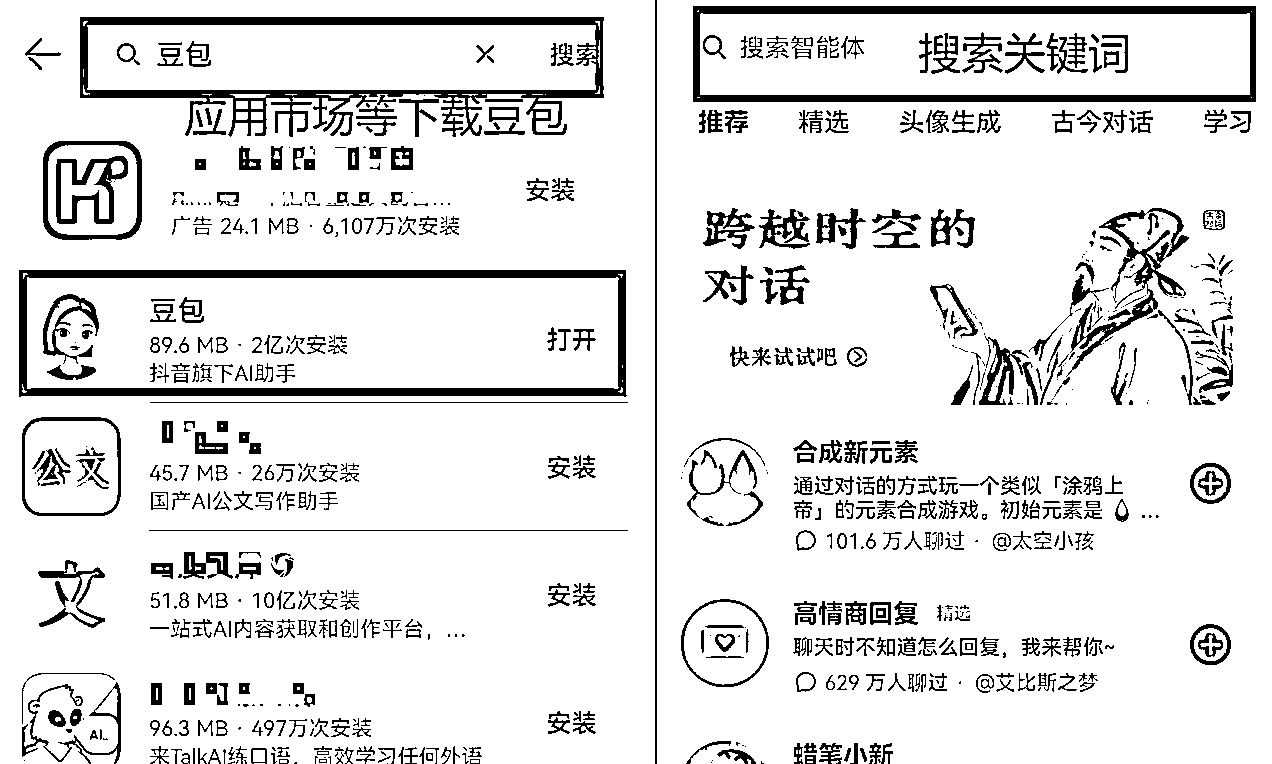 豆包
搜索
应用市场等下载豆包
安装
广告 24.1 MB · 6,107万次安装
豆包
89.6 MB · 2亿次安装
打开
抖音旗下AI助手
公文
45.7 MB · 26万次安装
安装
国产AI公文写作助手
文
51.8 MB · 10亿次安装
安装
一站式AI内容获取和创作平台，...
AI
96.3 MB · 497万次安装
安装
来TalkAI练口语，高效学习任何外语
搜索智能体 搜索关键词
推荐 精选 头像生成 古今对话 学习
跨越时空的
对话
快来试试吧
合成新元素
通过对话的方式玩一个类似「涂鸦上
帝」的元素合成游戏。初始元素是 ...
101.6 万人聊过 · @太空小孩
高情商回复 精选
聊天时不知道怎么回复，我来帮你~
629 万人聊过 · @艾比斯之梦
蜡笔小新